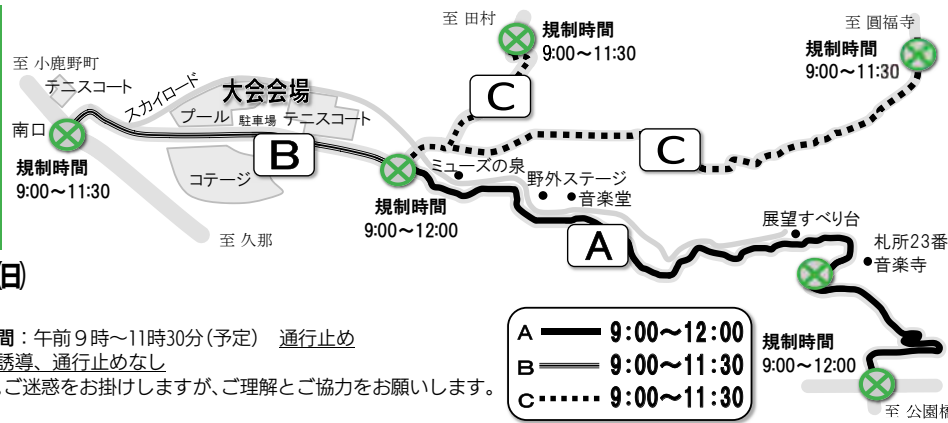 至 田村
規制時間
9:00～11:30
至 圓福寺
規制時間
9:00～11:30
至 小鹿野町
テニスコート
スカイロード
大会会場
プール
駐車場
テニスコート
南口
規制時間
9:00～11:30
B
コテージ
至 久那
C
C
ミューズの泉
規制時間
9:00～12:00
野外ステージ
音楽堂
A
展望すべり台
札所23番
音楽寺
規制時間
9:00～12:00
至 公園橋
A 9:00～12:00
B 9:00～11:30
C 9:00～11:30
日)
間：午前９時～11時30分(予定) 通行止め
誘導、通行止めなし
ご迷惑をお掛けしますが、ご理解とご協力をお願いします。